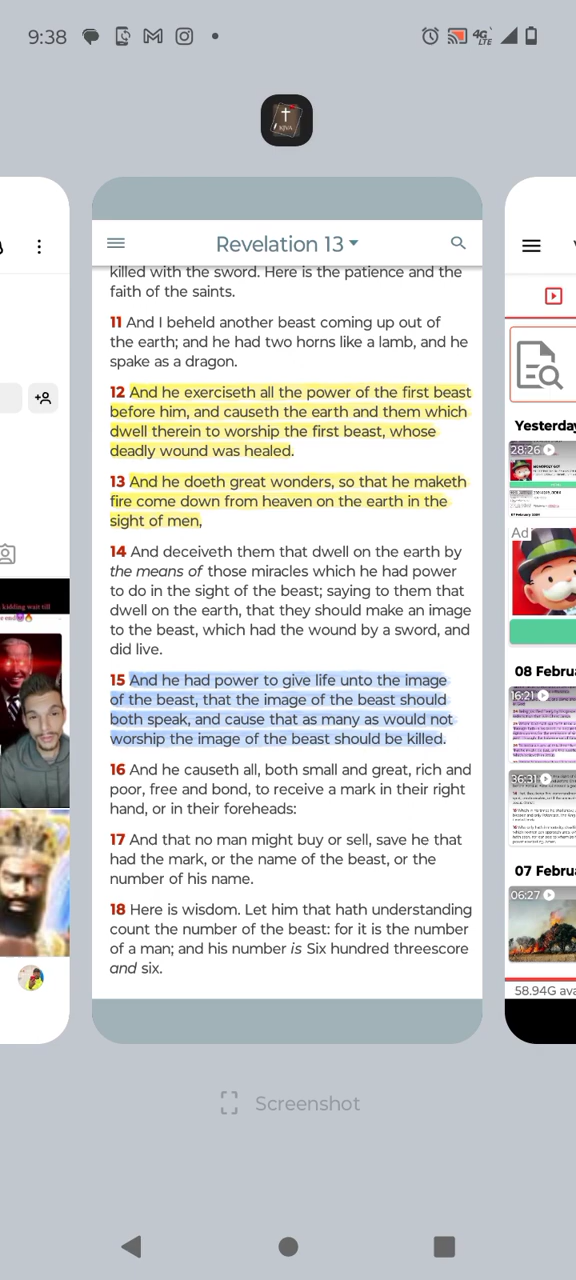 9:38
4G
LTE
KJVA
Revelation 13
killed with the sword. Here is the patience and the
faith of the saints.
11 And I beheld another beast coming up out of
the earth; and he had two horns like a lamb, and he
spake as a dragon.
12 And he exerciseth all the power of the first beast
before him, and causeth the earth and them which
dwell therein to worship the first beast, whose
deadly wound was healed.
13 And he doeth great wonders, so that he maketh
fire come down from heaven on the earth in the
sight of men,
14 And deceiveth them that dwell on the earth by
the means of those miracles which he had power
to do in the sight of the beast; saying to them that
dwell on the earth, that they should make an image
to the beast, which had the wound by a sword, and
did live.
15 And he had power to give life unto the image
of the beast, that the image of the beast should
both speak, and cause that as many as would not
worship the image of the beast should be killed.
16 And he causeth all, both small and great, rich and
poor, free and bond, to receive a mark in their right
hand, or in their foreheads:
17 And that no man might buy or sell, save he that
had the mark, or the name of the beast, or the
number of his name.
18 Here is wisdom. Let him that hath understanding
count the number of the beast: for it is the number
of a man; and his number is Six hundred threescore
and six.
kidding wait till
Yesterday
28:26
Ad
08 Februa
16:21
36:31
07 Februa
06:27
58.94G ava
Screenshot